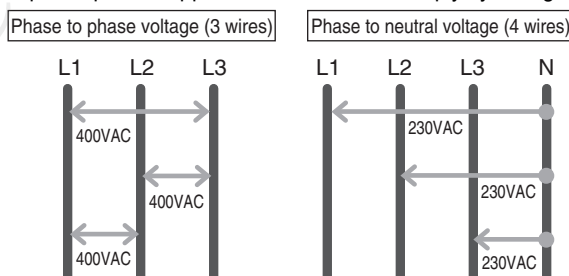 Phase to phase voltage (3 wires)
L1 L2 L3
400VAC
400VAC
400VAC
Phase to neutral voltage (4 wires)
L1 L2 L3 N
230VAC
230VAC
230VAC